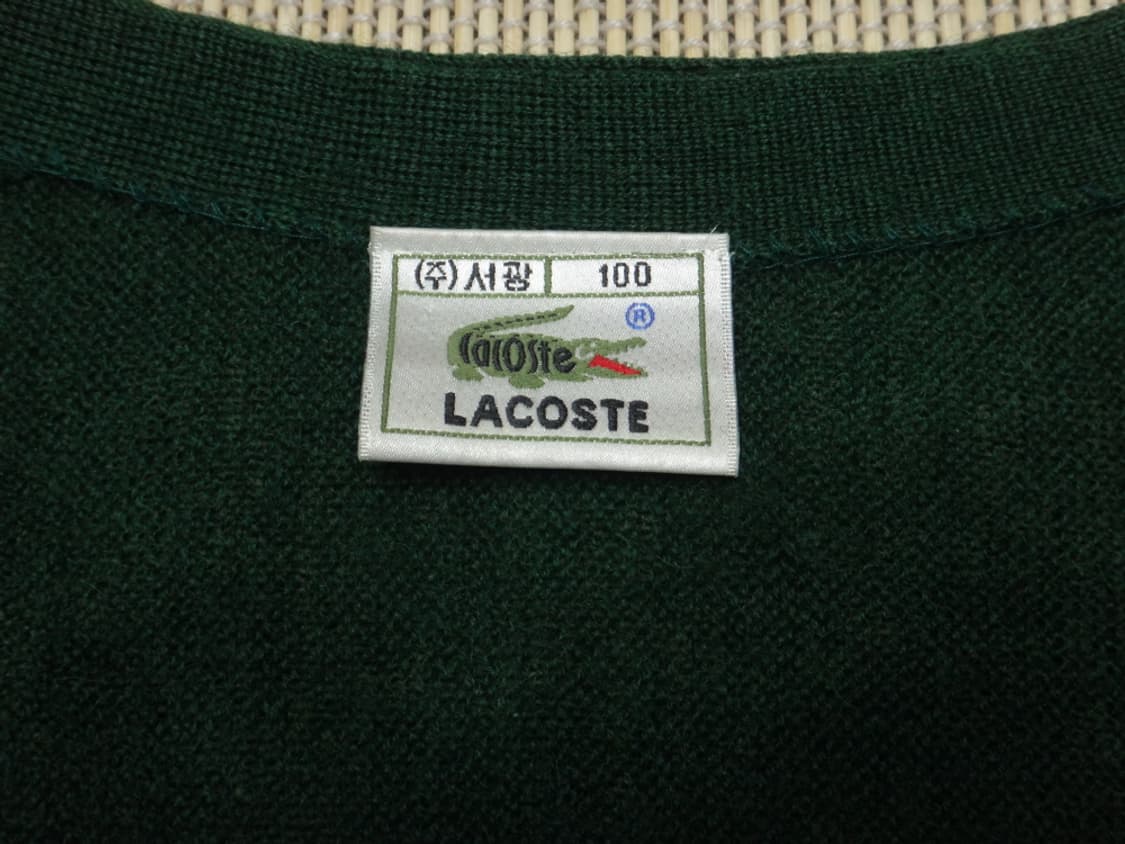 (주)서광 100
®
Lacoste
LACOSTE